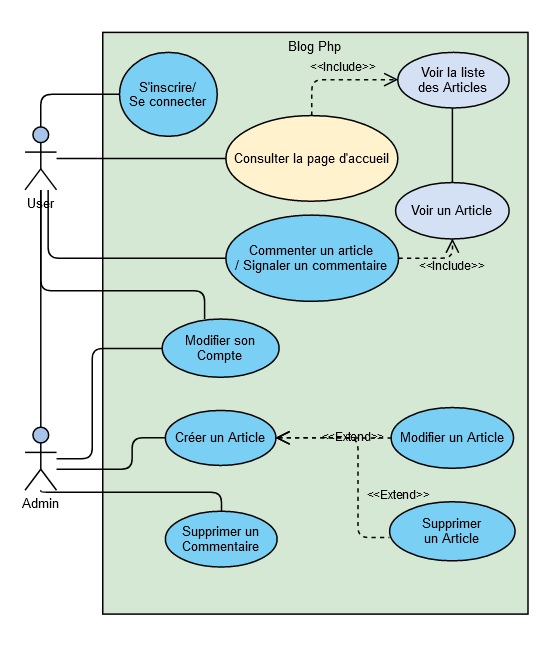 Blog Php
<<Include>>
Voir la liste
des Articles
S'inscrire/
Se connecter
Consulter la page d'accueil
User
Voir un Article
Commenter un article
/ Signaler un commentaire
<<Include>>
Modifier son
Compte
Créer un Article
<<Extend>>
Modifier un Article
<<Extend>>
Admin
Supprimer un
Commentaire
Supprimer
un Article